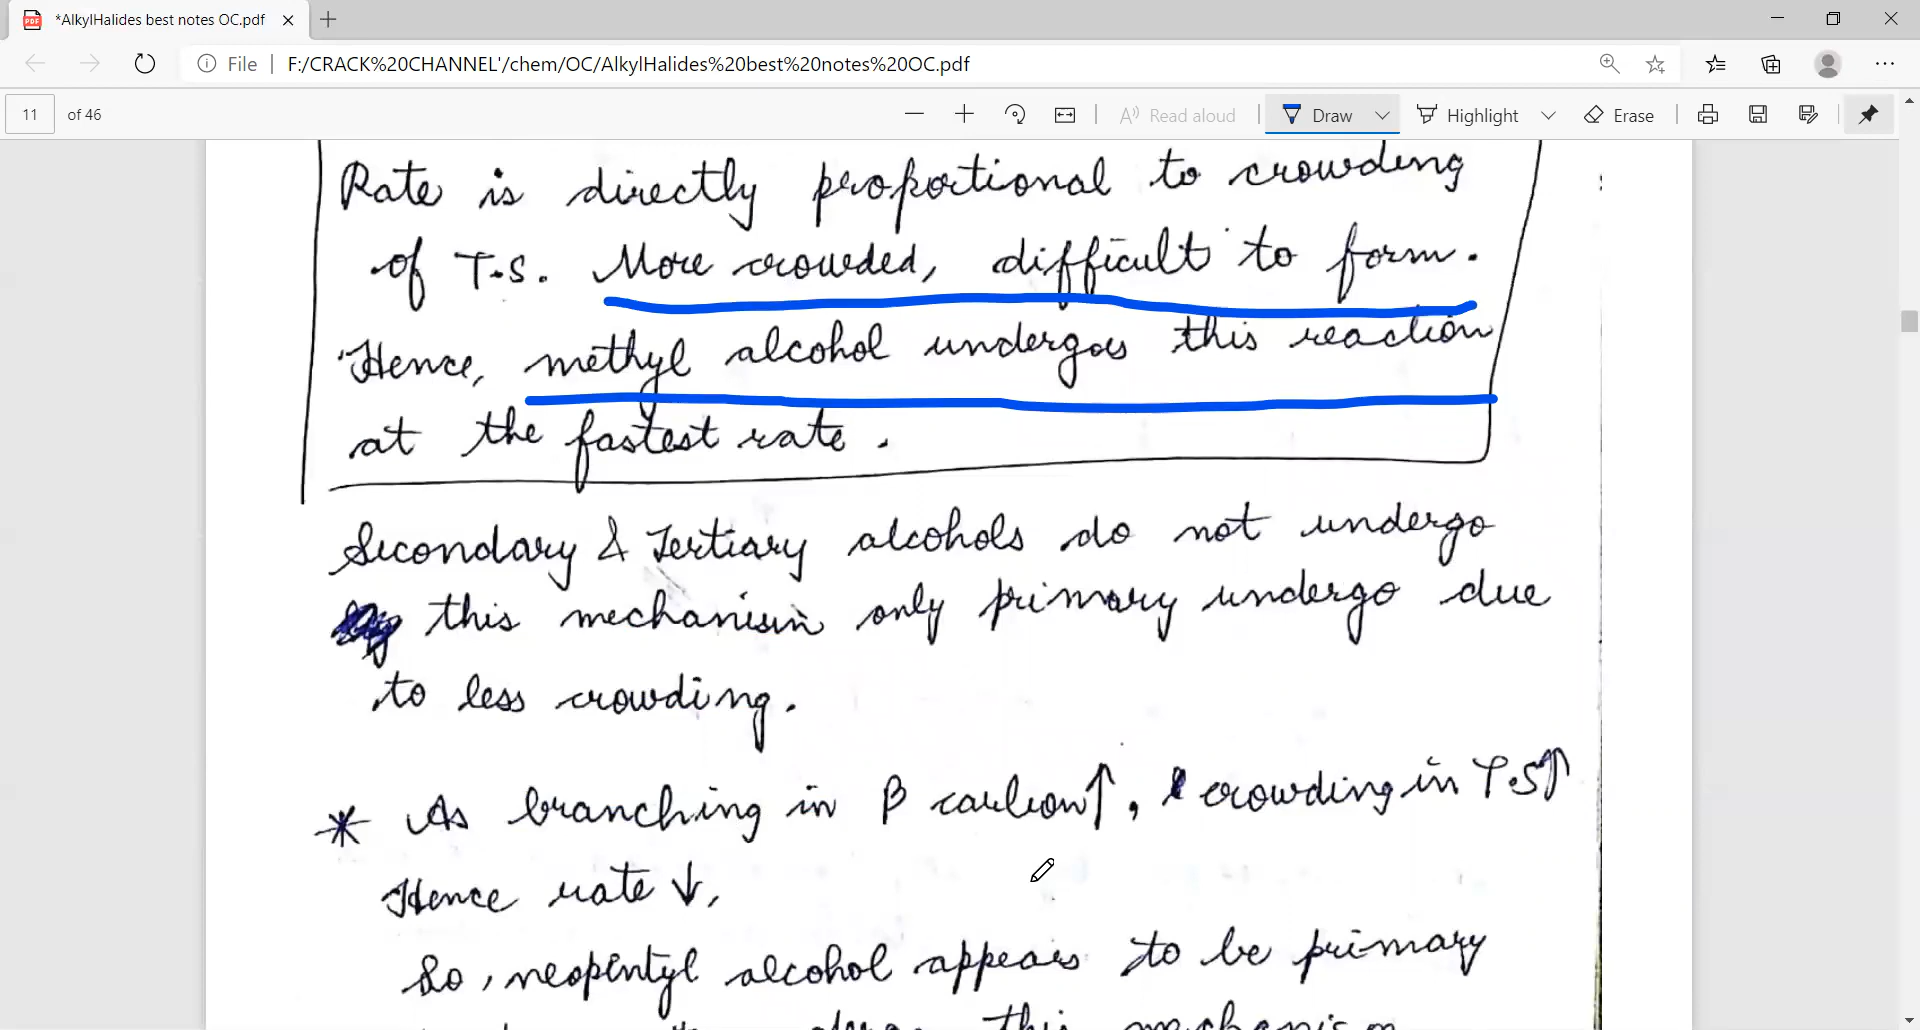 *AlkylHalides best notes OC.pdf
File
F:/CRACK%20CHANNEL'/chem/OC/AlkylHalides%20best%20notes%20OC.pdf
11 of 46
Read aloud
Draw
Highlight
Erase
Rate is directly proportional to crowding
of T.S. More crowded, difficult to form.
Hence, methyl alcohol undergoes this reaction
at the fastest rate.
Secondary & Tertiary alcohols do not undergo
this mechanism only primary undergo due
to less crowding.
* As branching in β carbon ↑, crowding in T.S ↑
Hence rate ↓,
So, neopentyl alcohol appears to be primary
this mechanism